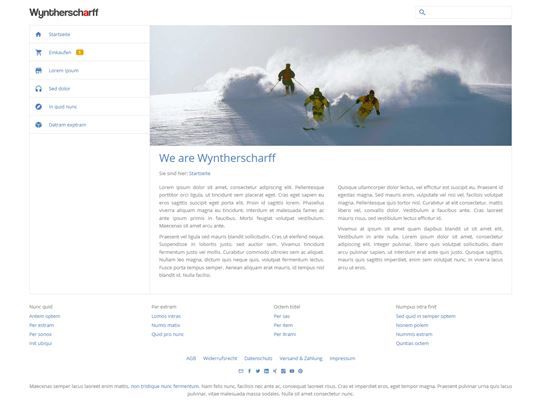 Wyntherscharff
Startseite
Einkaufen
Lorem ipsum
Sed dolor
In quid nunc
Datram exptram
We are Wyntherscharff
Sie sind hier: Startseite
Lorem ipsum dolor sit amet, consectetur adipiscing elit. Pellentesque
porttitor orci ligula, ut tincidunt sem placerat eget. Cras eget sapien eu
eros sagittis suscipit eget porta elit. Proin id sagittis lorem. Phasellus
viverra aliquam magna eu tincidunt. Interdum et malesuada fames ac
ante ipsum primis in faucibus. Morbi feugiat volutpat vestibulum.
Maecenas sit amet arcu ante.
Praesent vel ligula sed mauris blandit sollicitudin. Cras ut eleifend neque.
Suspendisse in lobortis justo, sed auctor sem. Vivamus tincidunt
fermentum justo vel mollis. Curabitur commodo ultricies sem ac aliquet.
Nullam leo magna, dictum quis neque quis, volutpat fermentum lectus.
Fusce porta tempus semper. Aenean aliquam erat mauris, id tempus nisl
blandit id. Nulla facilisi.
Quisque ullamcorper dolor lectus, vel efficitur est suscipit eu. Praesent id
egestas magna. Sed mauris enim, vulputate vel nisi vel, facilisis volutpat
magna. Pellentesque quis tortor nisl. Curabitur at elit consectetur, mattis
libero vel, convallis dolor. Vestibulum a faucibus ante. Cras laoreet
mauris risus, sed vestibulum lectus efficitur id.
Vivamus at ipsum sit amet quam dapibus blandit ut sit amet elit.
Vestibulum in ante nulla. Lorem ipsum dolor sit amet, consectetur
adipiscing elit. Integer pulvinar, libero quis volutpat sollicitudin, diam
arcu pulvinar sapien, ut interdum erat ante quis justo. Quisque sagittis,
mauris quis sagittis imperdiet, enim sem volutpat nunc, in viverra lacus
arcu ut eros.
Nunc quid
Antem optem
Per extram
Per sonox
Init ubiqui
Per extram
Lomos intras
Numis matix
Quid pro nunc
Octem titel
Per sas
Per item
Per itrami
Numpus otra find
Sed quid in semper optem
Noinem polem
Nummus extram
Quntias octem
AGB Widerrufsrecht Datenschutz Versand & Zahlung Impressum
Maecenas semper lacus laoreet enim mattis, non tristique nunc fermentum. Nam felis nunc, facilisis nec ante ac, consequat laoreet risus. Cras et imperdiet eros, eget tempor magna. Praesent pulvinar urna quis lacus
pulvinar, vitae malesuada massa sodales. Nulla sit amet consectetur nunc.